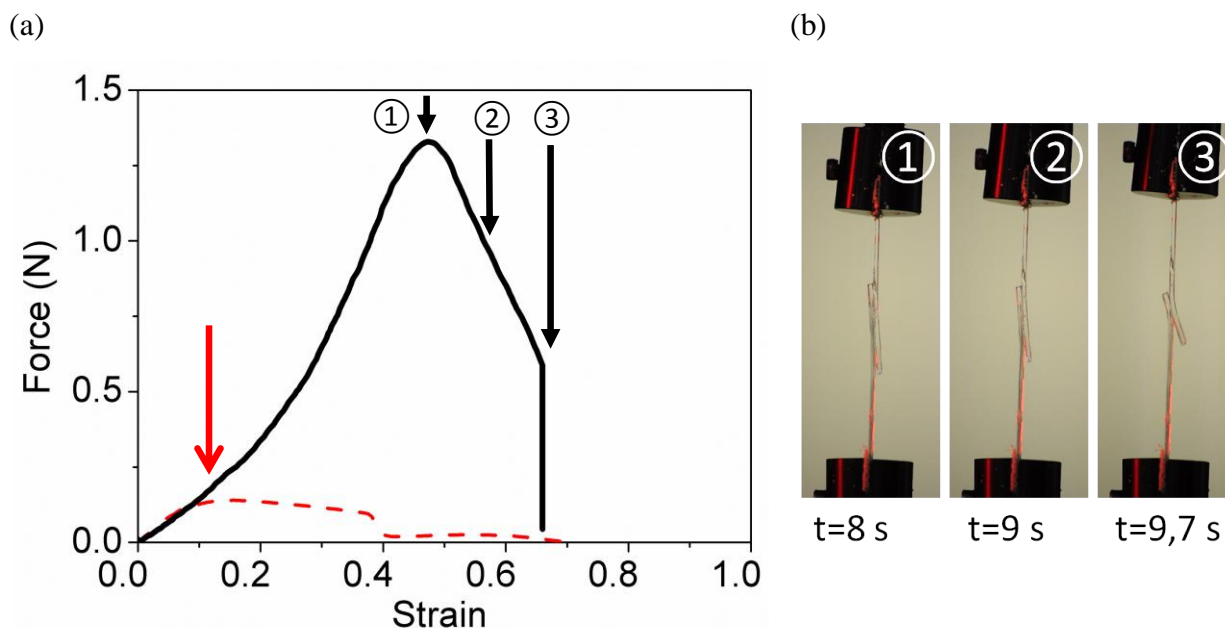 (a)
(b)
1.5
1.0
0.5
0.0
Force (N)
① ② ③
0.0 0.2 0.4 0.6 0.8 1.0
Strain
① ② ③
t=8 s t=9 s t=9,7 s